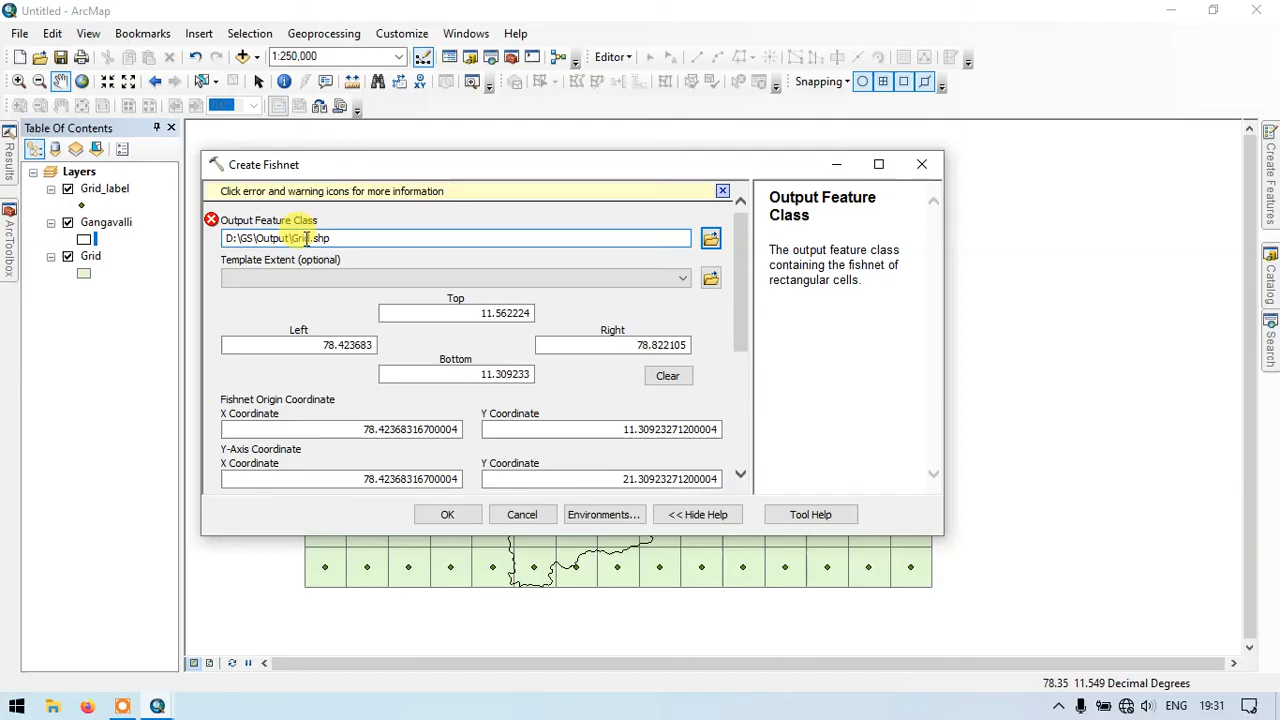 Untitled - ArcMap
File Edit View Bookmarks Insert Selection Geoprocessing Customize Windows Help
1:250,000
Editor
Snapping
Table Of Contents
Layers
Grid_label
Gangavalli
Grid
Results
ArcToolbox
Create Fishnet
Click error and warning icons for more information
Output Feature Class
D:\GS\Output\Grid.shp
Template Extent (optional)
Top
11.562224
Left
Right
78.423683
78.822105
Bottom
11.309233
Clear
Fishnet Origin Coordinate
X Coordinate
Y Coordinate
78.42368316700004
11.30923271200004
Y-Axis Coordinate
X Coordinate
Y Coordinate
78.42368316700004
21.30923271200004
OK
Cancel
Environments...
<< Hide Help
Tool Help
Output Feature
Class
The output feature class
containing the fishnet of
rectangular cells.
Create Features
Catalog
Search
78.35 11.549 Decimal Degrees
ENG
19:31